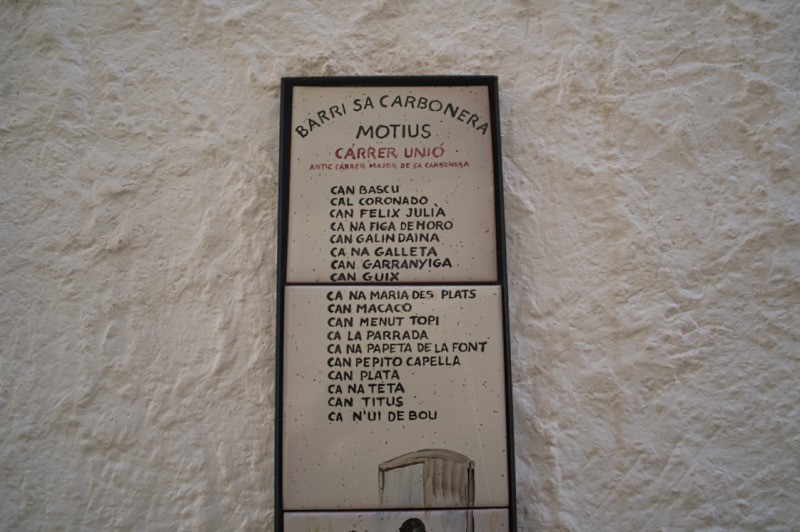 BARRI SA CARBONERA
MOTIUS
CARRER UNIÓ
ANTIC CARRER MAJOR DE SA CARBONERA
CAN BASCU
CAL CORONADO
CAN FELIX JULIÀ
CA NA FIGA DE MORO
CAN GALIN DAINA
CA NA GALLETA
CAN GARRANYIGA
CAN GUIX
CA NA MARIA DES PLATS
CAN MACACO
CAN MENUT TOPI
CA LA PARRADA
CA NA PAPETA DE LA FONT
CAN PEPITO CAPELLA
CAN PLATA
CA NA TÉTA
CAN TITUS
CA N'UI DE BOU